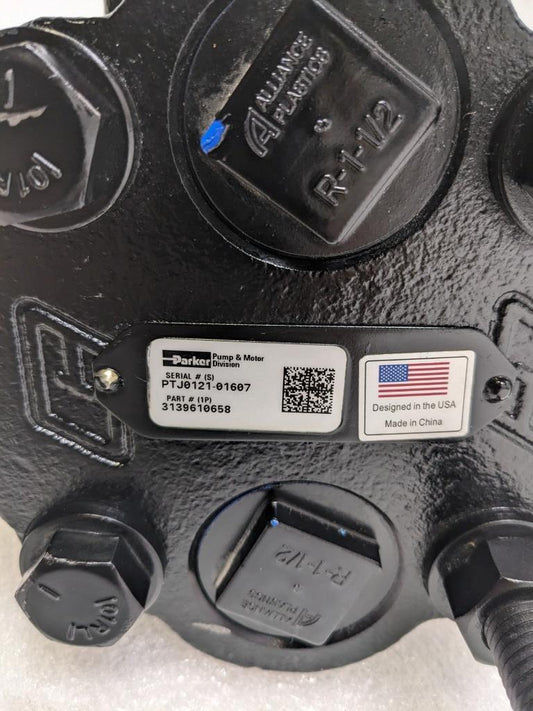 ALLIANCE
PLASTICS
R-1-1/2
Parker Pump & Motor
Division
SERIAL # (S)
PTJ0121-01607
PART # (1P)
3139610658
Designed in the USA
Made in China
R-1-1/2
ALLIANCE
PLASTICS